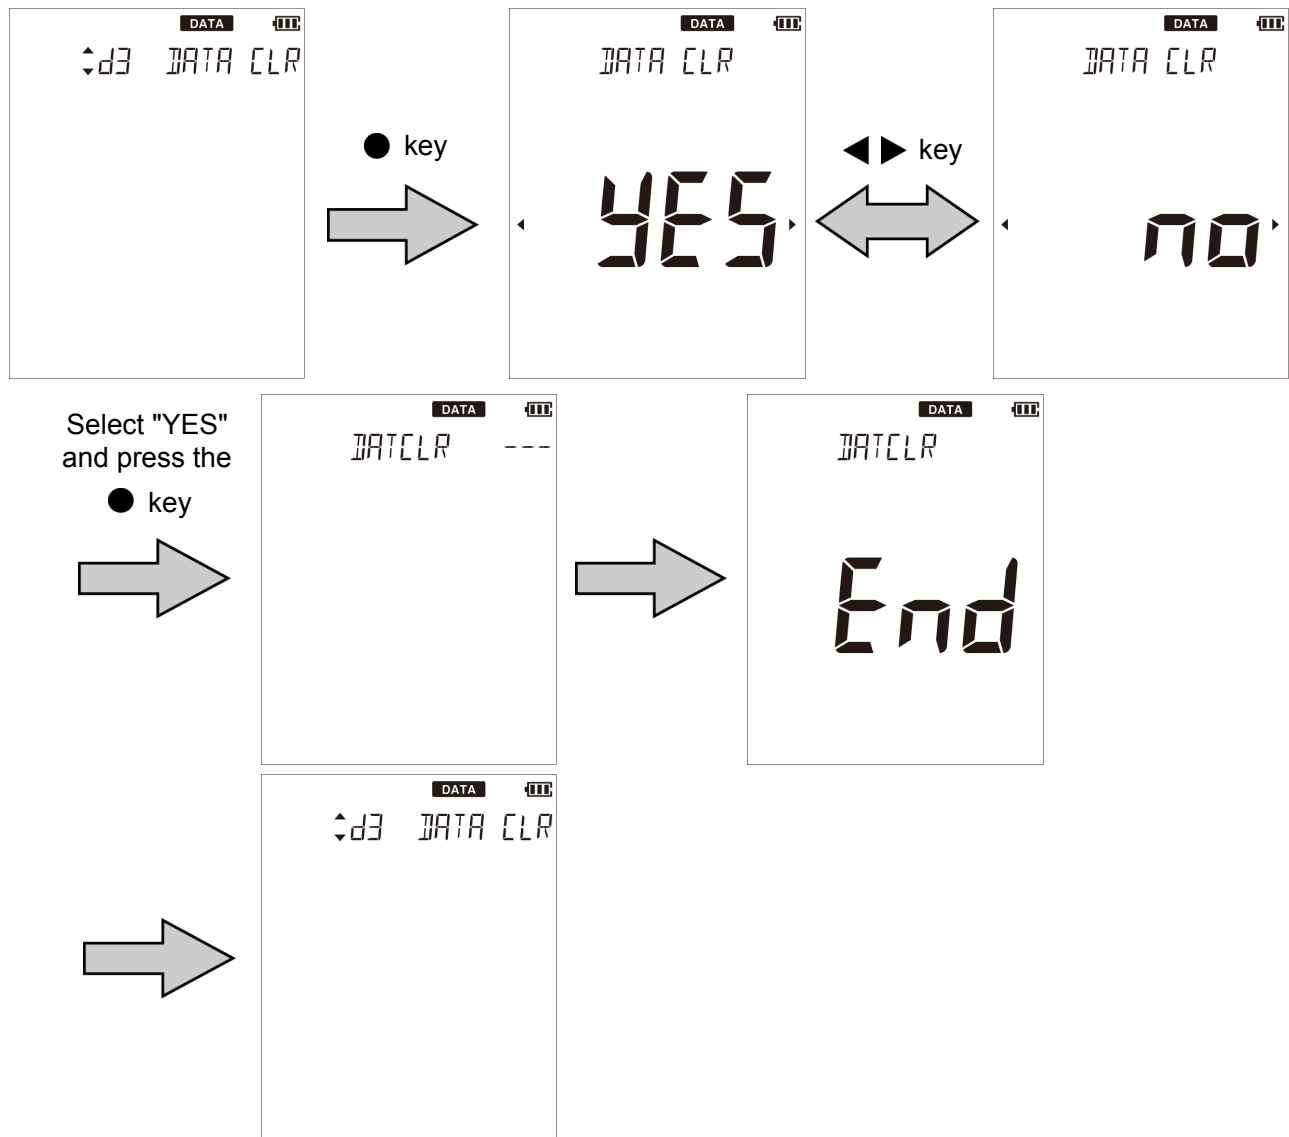 DATA
d3 DATA CLR
● key
DATA
DATA CLR
YES
◀▶ key
DATA
DATA CLR
no
Select "YES"
and press the
● key
DATA
DATCLR ---
DATA
DATCLR
End
DATA
d3 DATA CLR